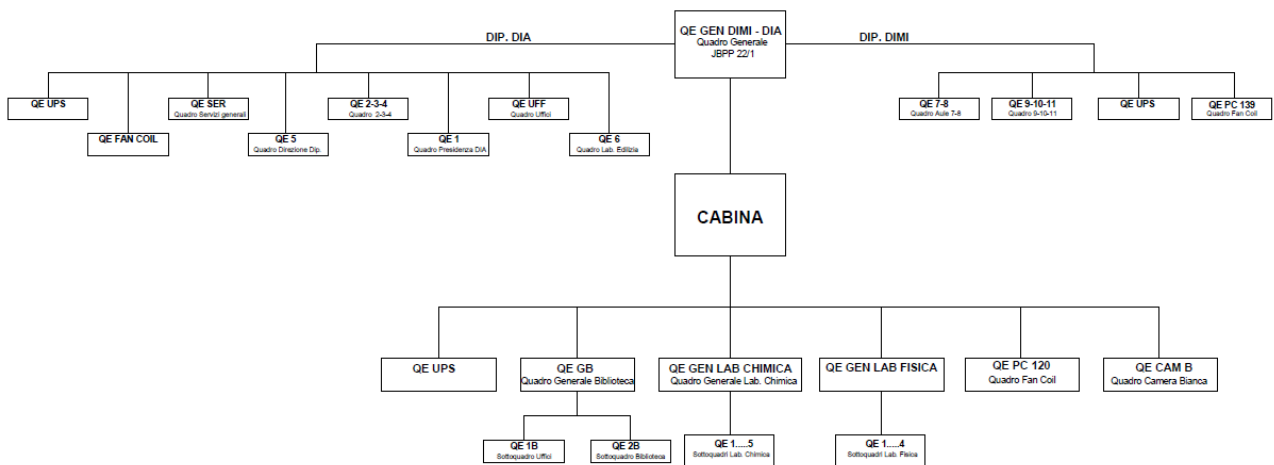 QE GEN DIMI - DIA
Quadro Generale
JBPP 22/1
DIP. DIA
DIP. DIMI
QE UPS
QE SER
Quadro Servizi generali
QE 2-3-4
Quadro 2-3-4
QE UFF
Quadro Uffici
QE FAN COIL
QE 5
Quadro Direzione Dip.
QE 1
Quadro Presidenza DIA
QE 6
Quadro Lab. Edilizia
QE 7-8
Quadro Aule 7-8
QE 9-10-11
Quadro 9-10-11
QE UPS
QE PC 139
Quadro Fan Coil
CABINA
QE UPS
QE GB
Quadro Generale Biblioteca
QE GEN LAB CHIMICA
Quadro Generale Lab. Chimica
QE GEN LAB FISICA
QE PC 120
Quadro Fan Coil
QE CAM B
Quadro Camera Bianca
QE 1B
Sottoquadro Uffici
QE 2B
Sottoquadro Biblioteca
QE 1.....5
Sottoquadri Lab. Chimica
QE 1.....4
Sottoquadri Lab. Fisica